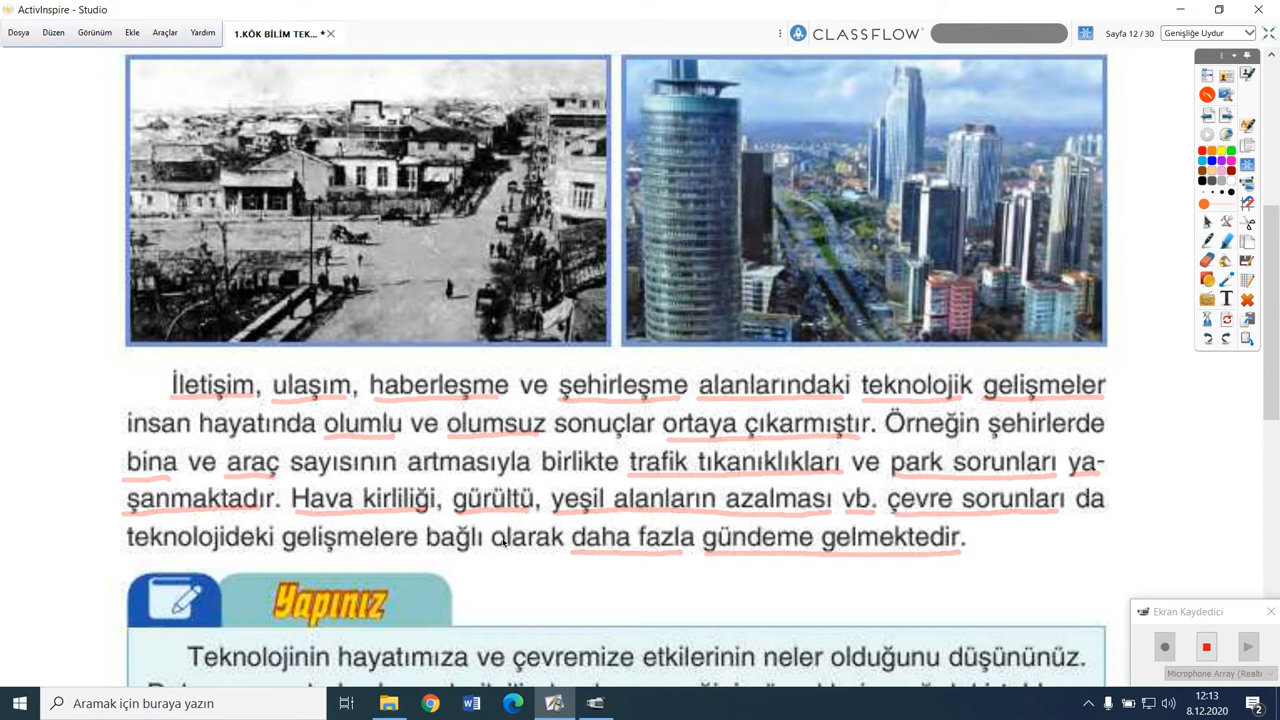 ActivInspire - Studio
Dosya Düzen Görünüm Ekle Araçlar Yardım
1.KÖK BİLİM TEK... *
CLASSFLOW
Sayfa 12 / 30
Genişliğe Uydur
İletişim, ulaşım, haberleşme ve şehirleşme alanlarındaki teknolojik gelişmeler
insan hayatında olumlu ve olumsuz sonuçlar ortaya çıkarmıştır. Örneğin şehirlerde
bina ve araç sayısının artmasıyla birlikte trafik tıkanıklıkları ve park sorunları ya-
şanmaktadır. Hava kirliliği, gürültü, yeşil alanların azalması vb. çevre sorunları da
teknolojideki gelişmelere bağlı olarak daha fazla gündeme gelmektedir.
Yapınız
Teknolojinin hayatımıza ve çevremize etkilerinin neler olduğunu düşününüz.
Ekran Kaydedici
Microphone Array (Realte
Aramak için buraya yazın
12:13
8.12.2020
2